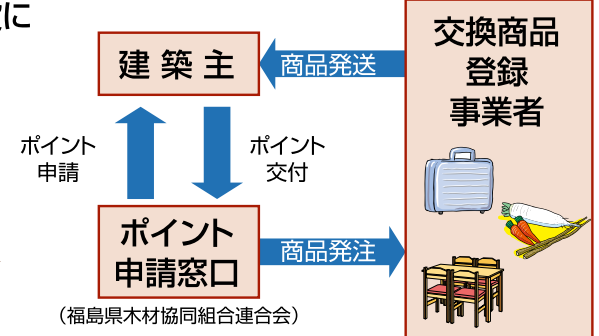 に
建築主
商品発送
交換商品
登録
事業者
ポイント
申請
ポイント
交付
ポイント
申請窓口
商品発注
（福島県木材協同組合連合会）